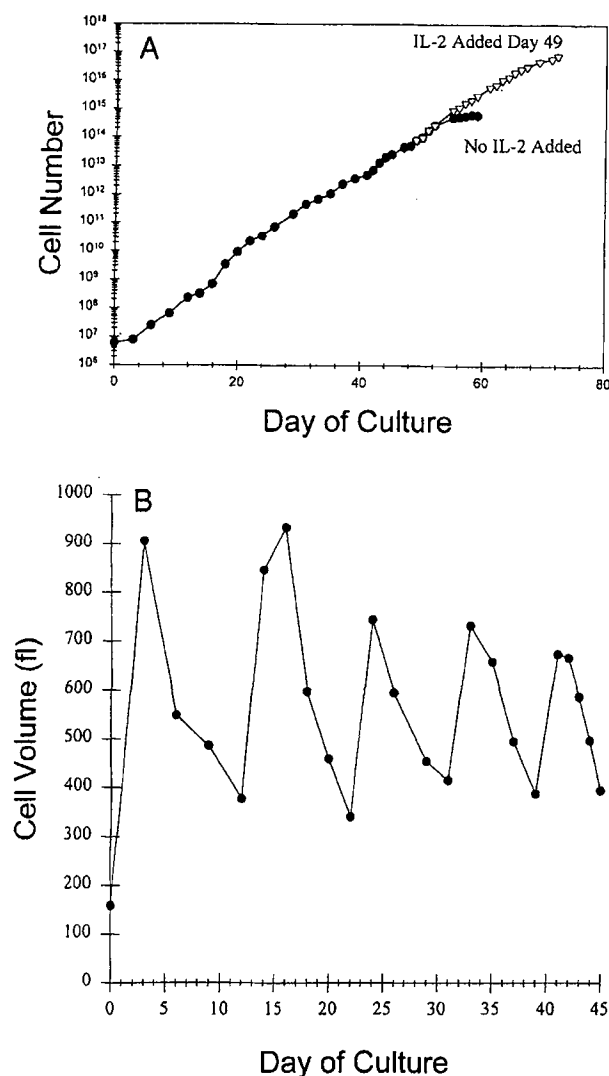 A
10¹⁸
10¹⁷
10¹⁶
10¹⁵
10¹⁴
10¹³
10¹²
10¹¹
10¹⁰
10⁹
10⁸
10⁷
10⁶
Cell Number
IL-2 Added Day 49
No IL-2 Added
0 20 40 60 80
Day of Culture
B
1000
900
800
700
600
500
400
300
200
100
0
Cell Volume (fl)
0 5 10 15 20 25 30 35 40 45
Day of Culture